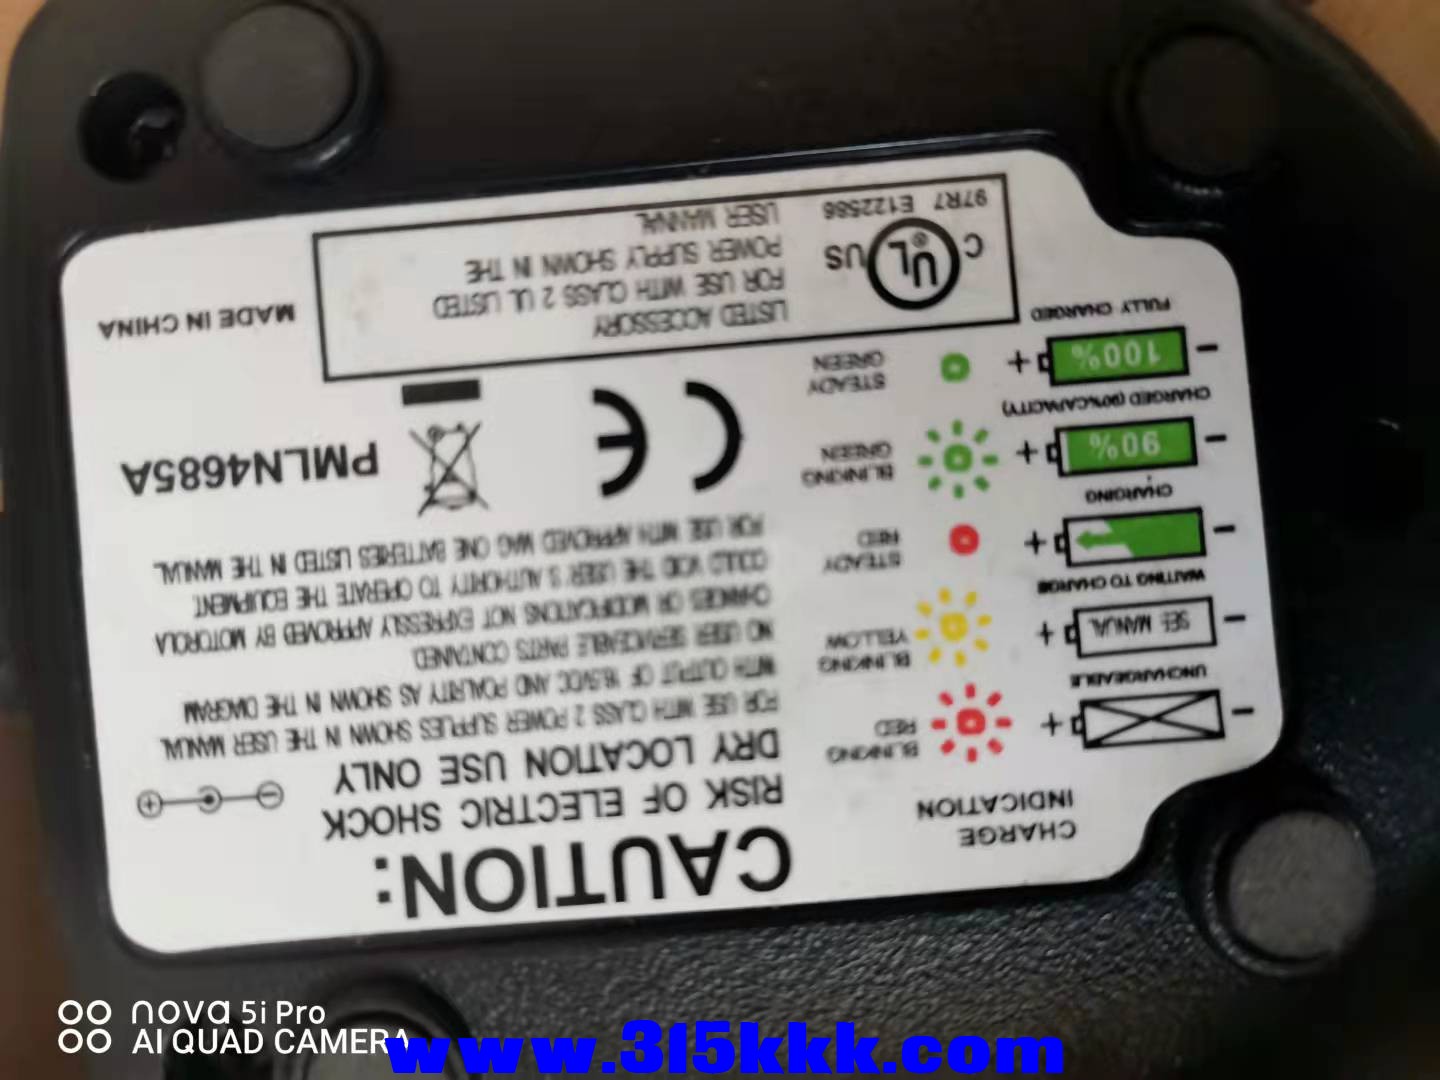 CHARGE
INDICATION
BLINKING
RED
UNCHARGEABLE
BLINKING
YELLOW
SEE MANUAL
WAITING TO CHARGE
STEADY
RED
CHARGING
BLINKING
GREEN
90%
CHARGED (90%CAPACITY)
STEADY
GREEN
100%
FULLY CHARGED
CAUTION:
RISK OF ELECTRIC SHOCK
DRY LOCATION USE ONLY
FOR USE WITH CLASS 2 POWER SUPPLIES SHOWN IN THE USER MANUAL
WITH OUTPUT OF 16.5VDC AND POALRITY AS SHOWN IN THE DIAGRAM
NO USER SERVICEABLE PARTS CONTAINED.
CHANGES OR MODIFICATIONS NOT EXPRESSLY APPROVED BY MOTOROLA
COULD VOID THE USER'S AUTHORITY TO OPERATE THE EQUIPMENT.
FOR USE WITH APPROVED MAG ONE BATTERIES LISTED IN THE MANUAL
CE
PMLN4685A
C UL® US
97R7 E122586
LISTED ACCESSORY
FOR USE WITH CLASS 2 UL LISTED
POWER SUPPLY SHOWN IN THE
USER MANNAL
MADE IN CHINA
nova 5i Pro
AI QUAD CAMERA
www.315kkk.com